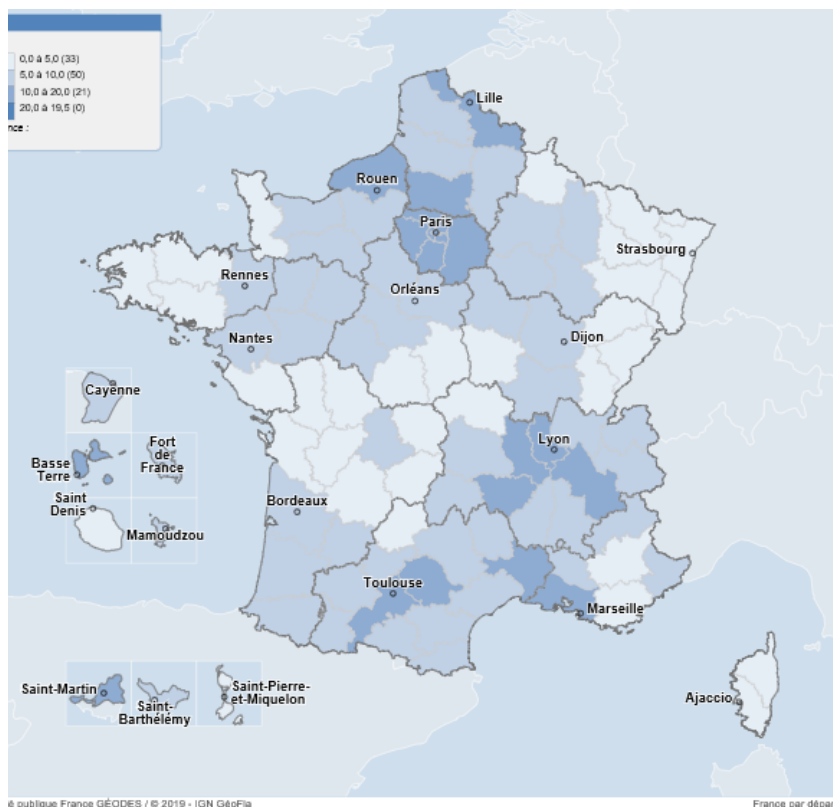 0,0 à 5,0 (33)
5,0 à 10,0 (50)
10,0 à 20,0 (21)
20,0 à 19,5 (0)
nce :
Lille
Rouen
Paris
Strasbourg
Rennes
Orléans
Nantes
Dijon
Cayenne
Lyon
Basse
Terre
Fort
de
France
Saint
Denis
Bordeaux
Mamoudzou
Toulouse
Marseille
Saint-Martin
Saint-
Barthélémy
Saint-Pierre-
et-Miquelon
Ajaccio
é publique France GÉODES / © 2019 - IGN GéoFla
France par dépa